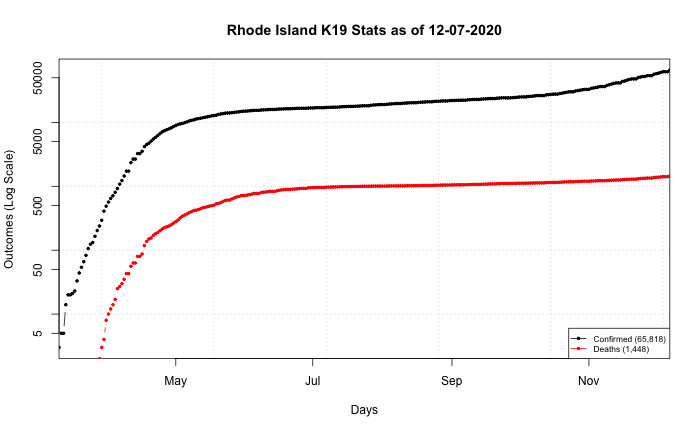 Rhode Island K19 Stats as of 12-07-2020
Outcomes (Log Scale)
50000
5000
500
50
5
May
Jul
Sep
Nov
Days
Confirmed (65,818)
Deaths (1,448)